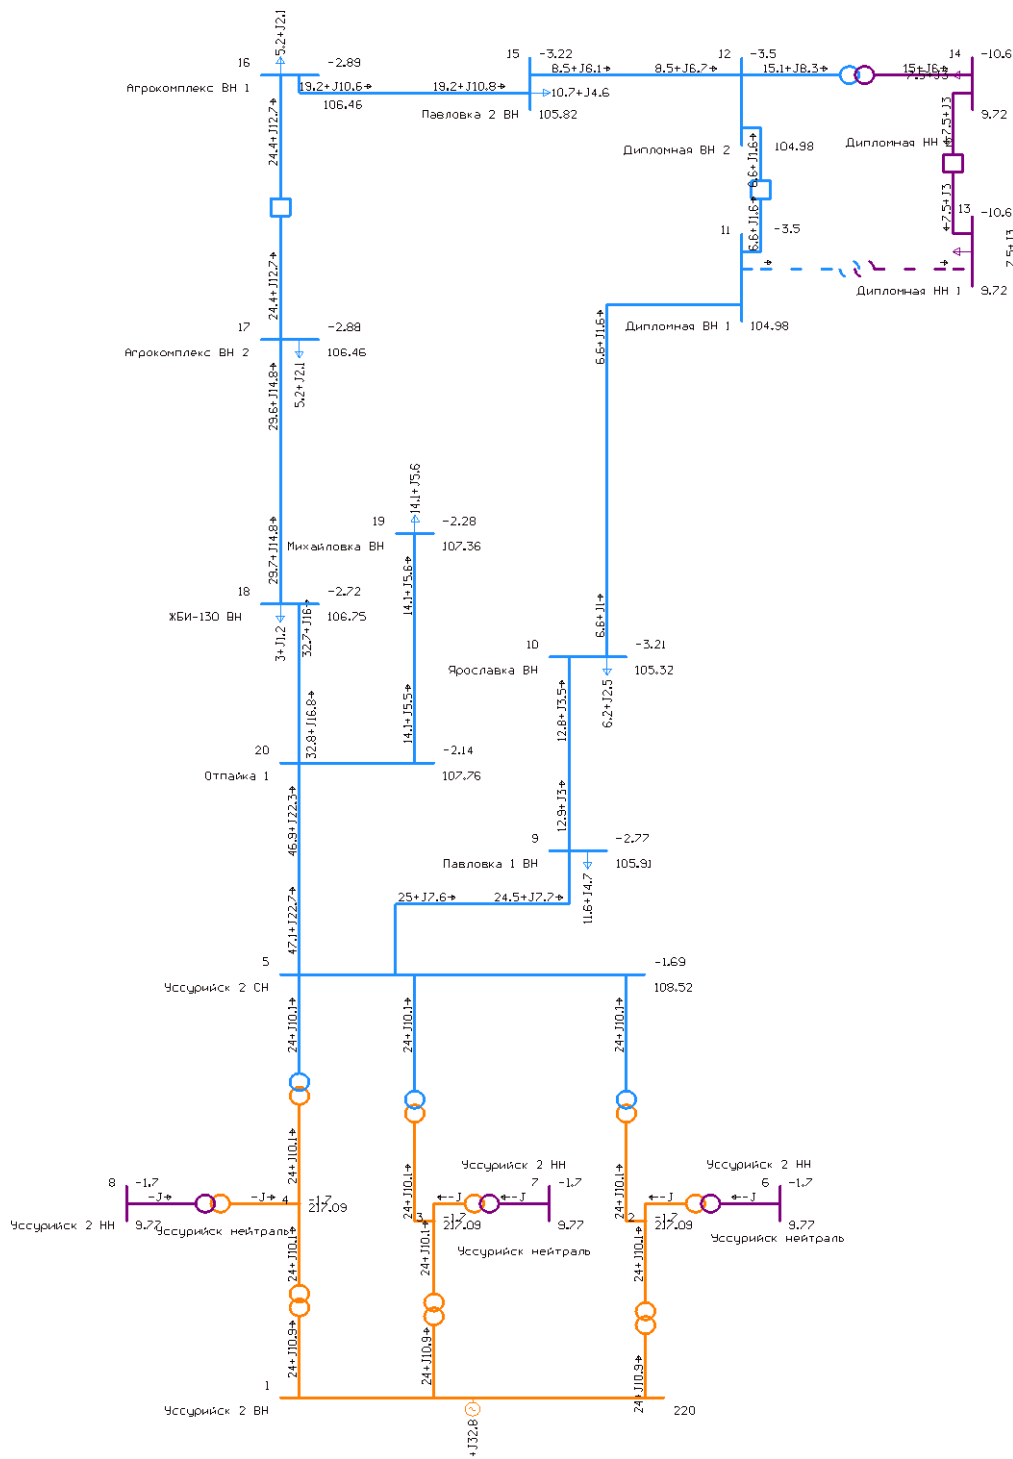 5.2+J2.1
16
-2.89
Агрокомплекс ВН 1
106.46
19.2+J10.6→
19.2+J10.8→
15
-3.22
8.5+J6.1→
8.5+J6.7→
10.7+J4.6
Павловка 2 ВН
105.82
12
-3.5
15.1+J8.3→
15+J6→
14
-10.6
7.5+J3
9.72
Дипломная ВН 2
104.98
6.6+J1.6→
6.6+J1.6→
←7.5+J3
←7.5+J3
13
-10.6
7.5+J3
Дипломная НН 1
9.72
11
-3.5
Дипломная ВН 1
104.98
6.6+J1.6→
24.4+J12.7→
24.4+J12.7→
17
-2.88
Агрокомплекс ВН 2
106.46
5.2+J2.1
29.6+J14.8→
29.7+J14.8→
14.1+J5.6
19
-2.28
Михайловка ВН
107.36
14.1+J5.6→
14.1+J5.5→
18
-2.72
ЖБИ-130 ВН
106.75
3+J1.2
32.7+J16→
32.8+J16.8→
6.6+J1→
10
-3.21
Ярославка ВН
105.32
6.2+J2.5
12.8+J3.5→
12.9+J3→
20
-2.14
Отпайка 1
107.76
46.9+J22.3→
47.1+J22.7→
9
-2.77
Павловка 1 ВН
105.91
11.6+J4.7
25+J7.6→
24.5+J7.7→
5
-1.69
Уссурийск 2 СН
108.52
24+J10.1→
24+J10.1→
24+J10.1→
24+J10.1→
24+J10.1→
24+J10.1→
8
-1.7
-J→
-J→
4
-1.7
217.09
Уссурийск 2 НН
9.77
Уссурийск нейтраль
Уссурийск 2 НН
7
-1.7
←-J
←-J
3
-1.7
217.09
9.77
Уссурийск нейтраль
Уссурийск 2 НН
6
-1.7
←-J
←-J
2
-1.7
217.09
9.77
Уссурийск нейтраль
24+J10.1→
24+J10.1→
24+J10.1→
24+J10.9→
24+J10.9→
24+J10.9→
1
Уссурийск 2 ВН
220
+J32.8